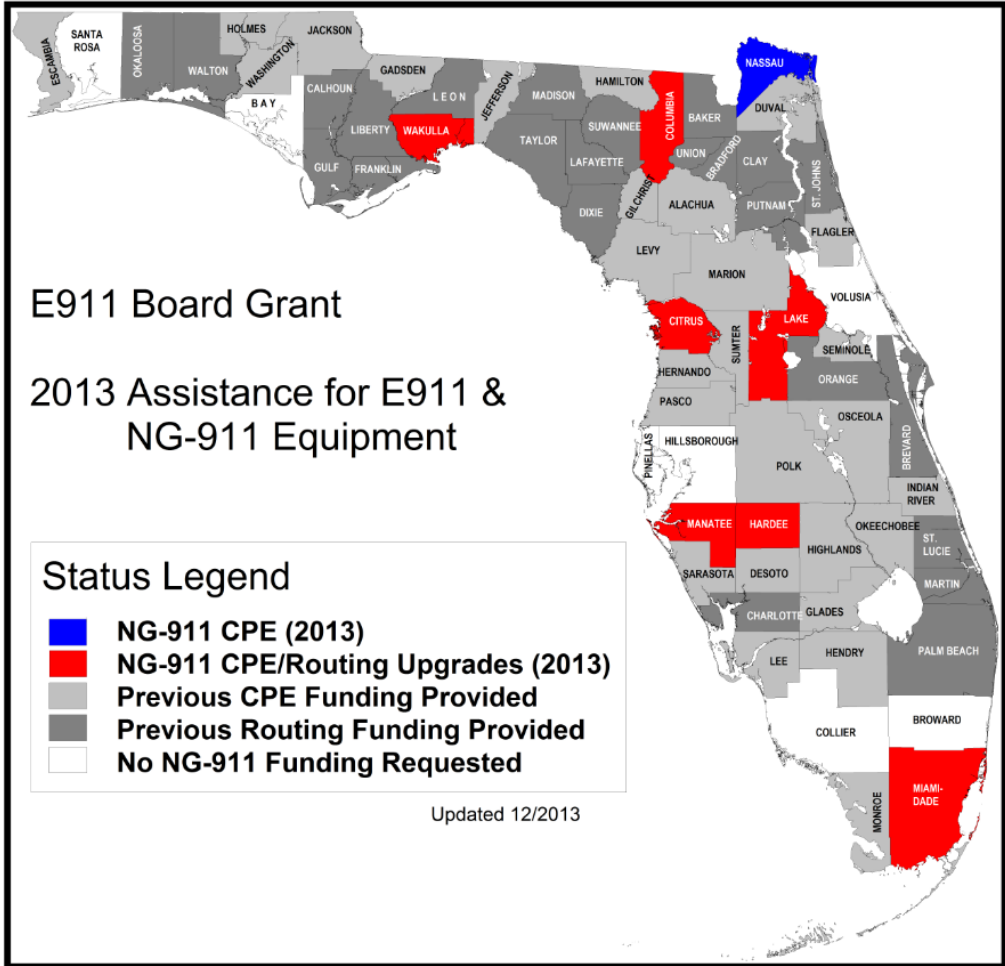 SANTA
ROSA
HOLMES
JACKSON
ESCAMBIA
OKALOOSA
WALTON
WASHINGTON
BAY
CALHOUN
GADSDEN
LEON
LIBERTY
WAKULLA
GULF
FRANKLIN
JEFFERSON
MADISON
TAYLOR
HAMILTON
SUWANNEE
LAFAYETTE
DIXIE
COLUMBIA
BAKER
UNION
BRADFORD
NASSAU
DUVAL
CLAY
ST. JOHNS
PUTNAM
GILCHRIST
ALACHUA
FLAGLER
LEVY
MARION
VOLUSIA
CITRUS
SUMTER
LAKE
SEMINOLE
HERNANDO
ORANGE
PASCO
OSCEOLA
BREVARD
PINELLAS
HILLSBOROUGH
POLK
INDIAN
RIVER
MANATEE
HARDEE
OKEECHOBEE
HIGHLANDS
ST.
LUCIE
SARASOTA
DESOTO
MARTIN
CHARLOTTE
GLADES
LEE
HENDRY
PALM BEACH
COLLIER
BROWARD
MONROE
MIAMI-
DADE
E911 Board Grant
2013 Assistance for E911 &
NG-911 Equipment
Status Legend
NG-911 CPE (2013)
NG-911 CPE/Routing Upgrades (2013)
Previous CPE Funding Provided
Previous Routing Funding Provided
No NG-911 Funding Requested
Updated 12/2013